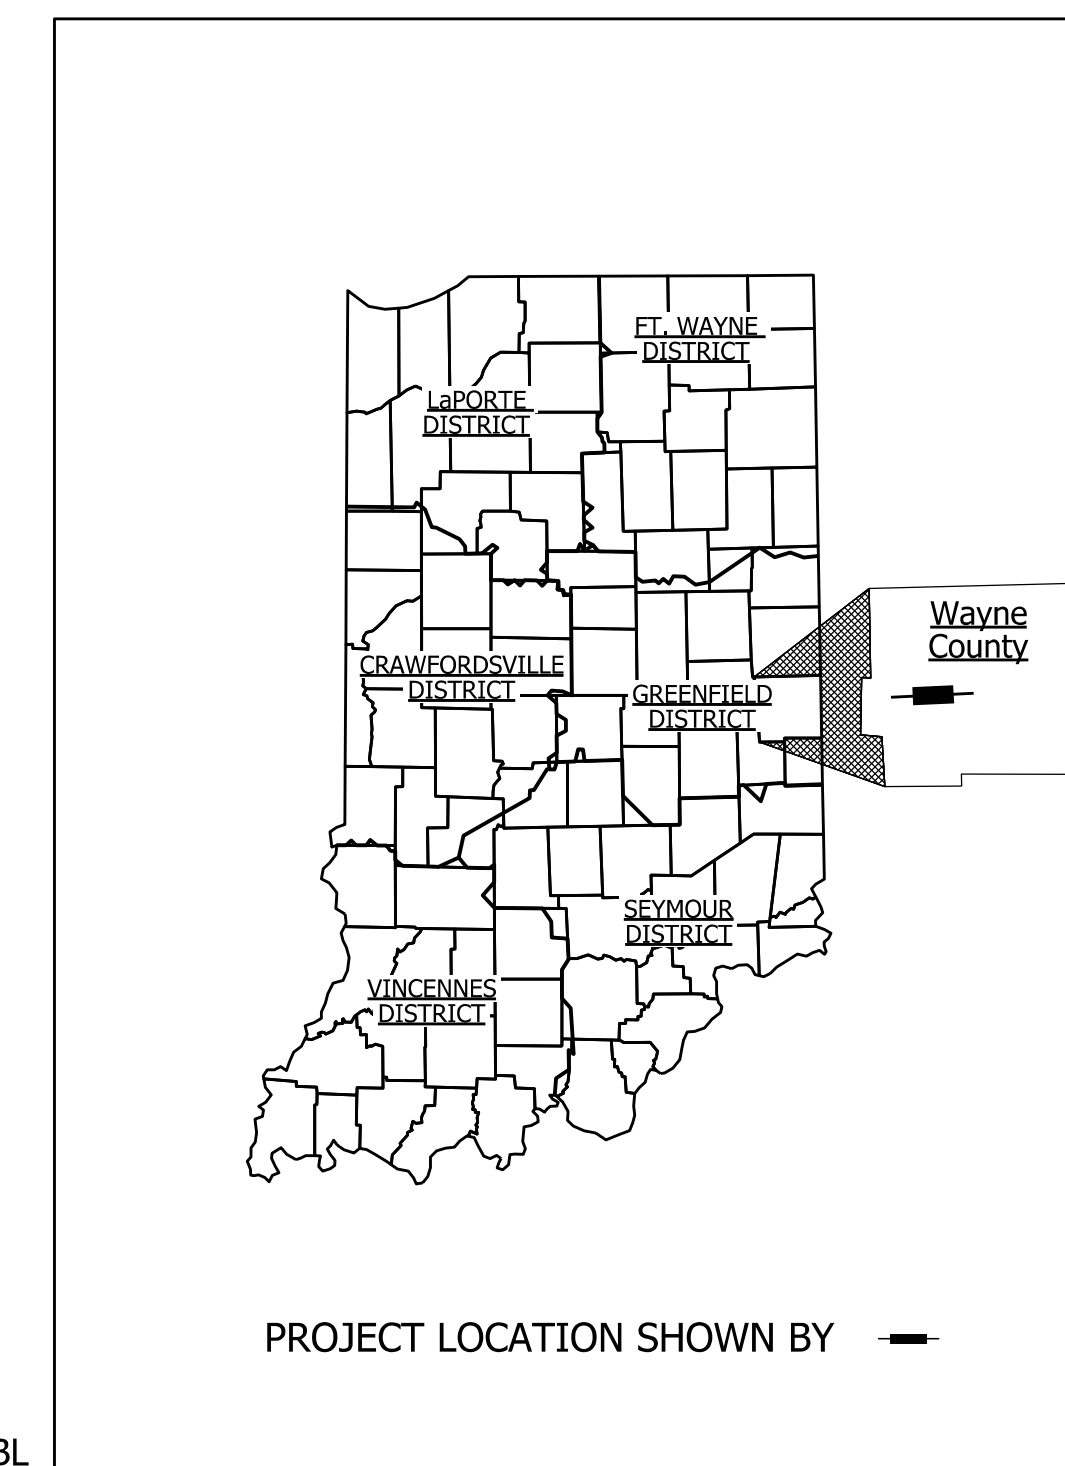 FT. WAYNE
DISTRICT
LaPORTE
DISTRICT
Wayne
County
CRAWFORDSVILLE
DISTRICT
GREENFIELD
DISTRICT
SEYMOUR
DISTRICT
VINCENNES
DISTRICT
PROJECT LOCATION SHOWN BY
BL